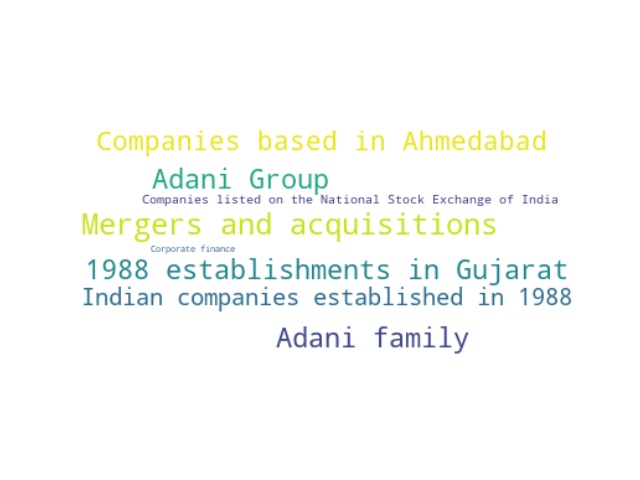 Companies based in Ahmedabad
Adani Group
Companies listed on the National Stock Exchange of India
Mergers and acquisitions
Corporate finance
1988 establishments in Gujarat
Indian companies established in 1988
Adani family